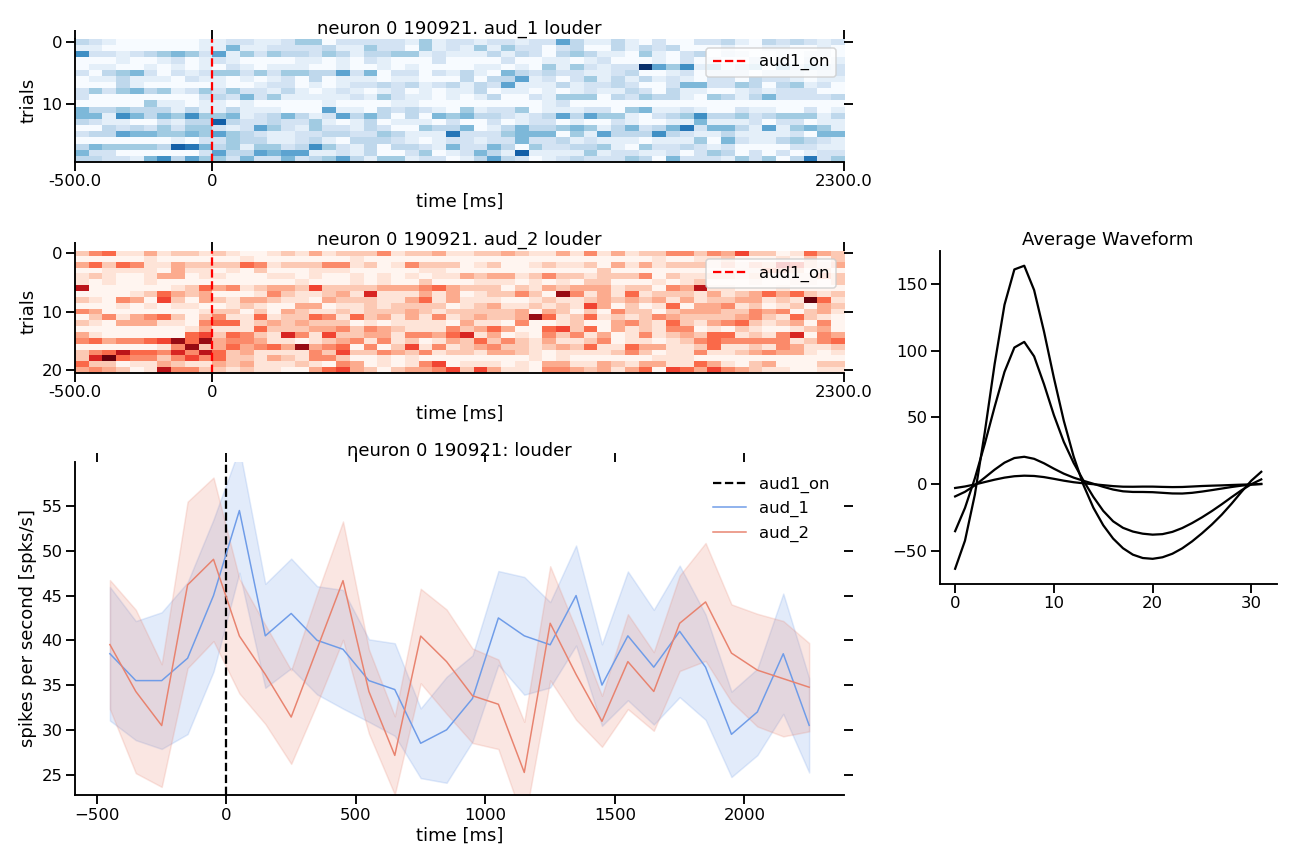 neuron 0 190921. aud_1 louder
trials
0
10
aud1_on
-500.0
0
2300.0
time [ms]
neuron 0 190921. aud_2 louder
trials
0
10
20
aud1_on
-500.0
0
2300.0
time [ms]
neuron 0 190921: louder
spikes per second [spks/s]
55
50
45
40
35
30
25
aud1_on
aud_1
aud_2
−500
0
500
1000
1500
2000
time [ms]
Average Waveform
150
100
50
0
−50
0
10
20
30